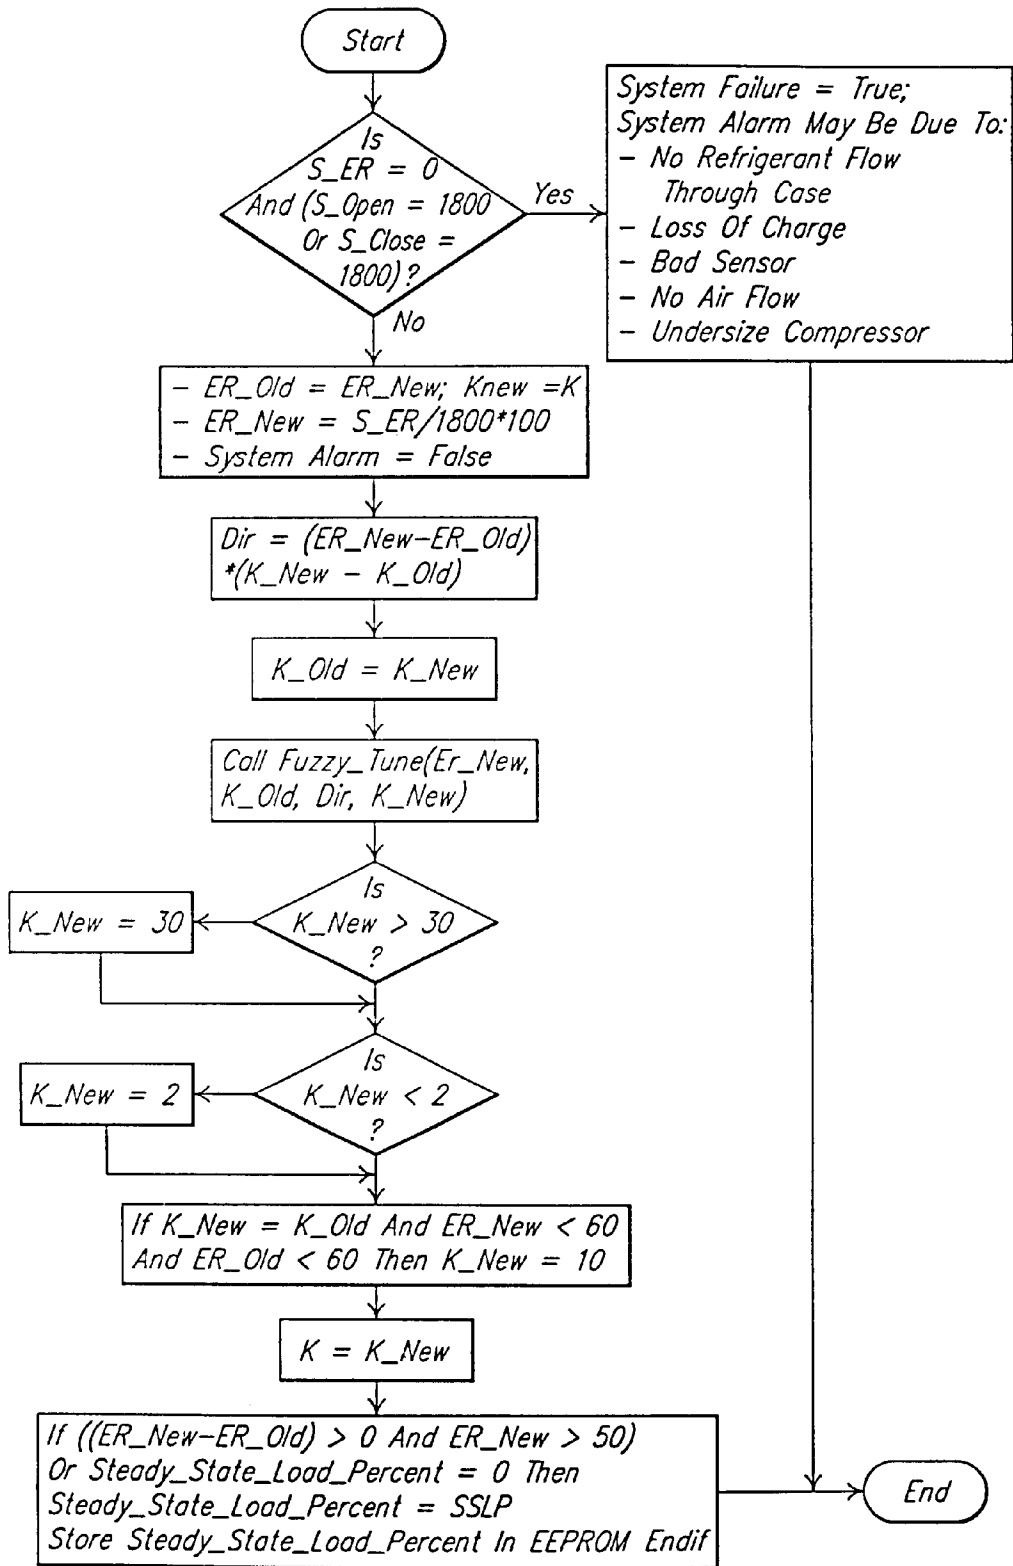 Start
Is
S_ER = 0
And (S_Open = 1800
Or S_Close =
1800)?
Yes
No
System Failure = True;
System Alarm May Be Due To:
- No Refrigerant Flow
Through Case
- Loss Of Charge
- Bad Sensor
- No Air Flow
- Undersize Compressor
- ER_Old = ER_New; Knew =K
- ER_New = S_ER/1800*100
- System Alarm = False
Dir = (ER_New-ER_Old)
*(K_New - K_Old)
K_Old = K_New
Call Fuzzy_Tune(Er_New,
K_Old, Dir, K_New)
Is
K_New > 30
?
K_New = 30
Is
K_New < 2
?
K_New = 2
If K_New = K_Old And ER_New < 60
And ER_Old < 60 Then K_New = 10
K = K_New
If ((ER_New-ER_Old) > 0 And ER_New > 50)
Or Steady_State_Load_Percent = 0 Then
Steady_State_Load_Percent = SSLP
Store Steady_State_Load_Percent In EEPROM Endif
End